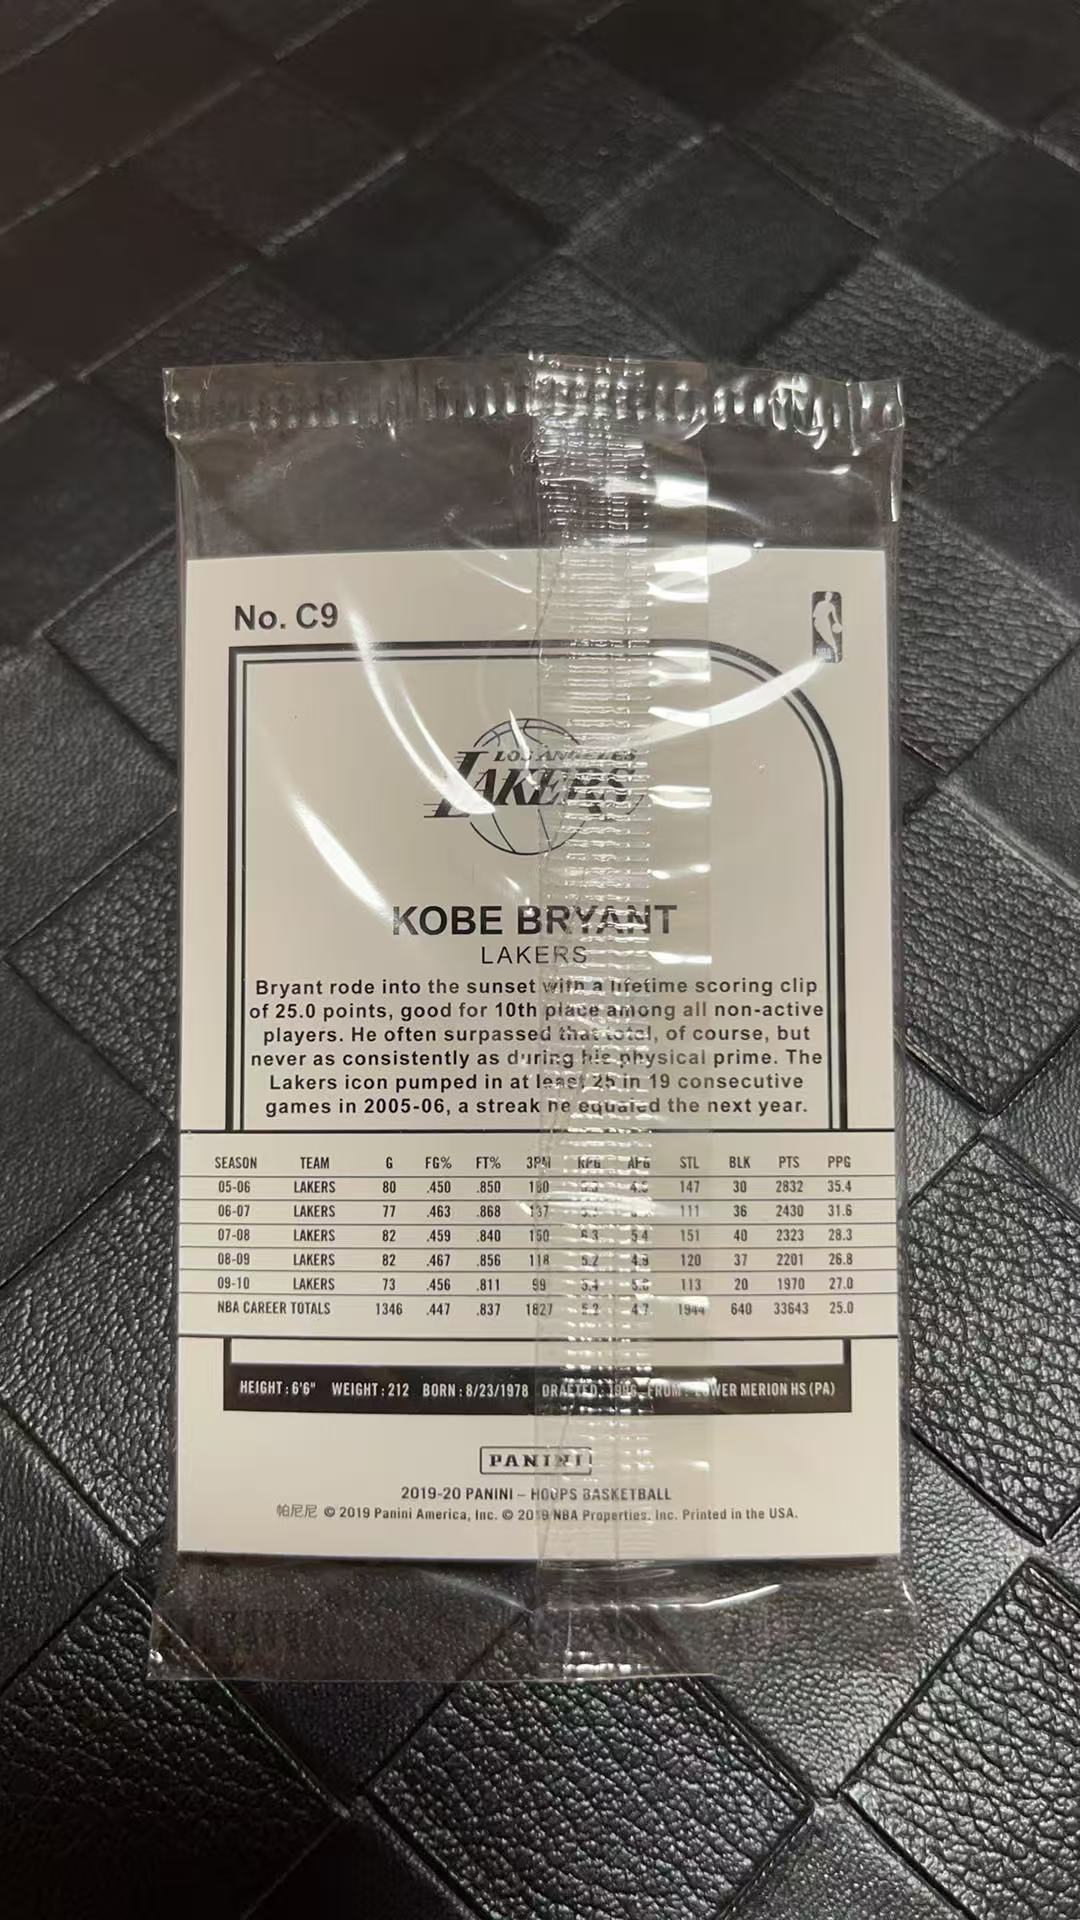 No. C9
NBA
LOS ANGELES
LAKERS
KOBE BRYANT
LAKERS
Bryant rode into the sunset with a lifetime scoring clip
of 25.0 points, good for 10th place among all non-active
players. He often surpassed that total, of course, but
never as consistently as during his physical prime. The
Lakers icon pumped in at least 25 in 19 consecutive
games in 2005-06, a streak he equaled the next year.
SEASON TEAM G FG% FT% 3PM RPG APG STL BLK PTS PPG
05-06 LAKERS 80 .450 .850 180 147 30 2832 35.4
06-07 LAKERS 77 .463 .868 137 111 36 2430 31.6
07-08 LAKERS 82 .459 .840 150 6.3 5.4 151 40 2323 28.3
08-09 LAKERS 82 .467 .856 118 5.2 4.9 120 37 2201 26.8
09-10 LAKERS 73 .456 .811 99 5.4 5.0 113 20 1970 27.0
NBA CAREER TOTALS 1346 .447 .837 1827 5.2 4.7 1944 640 33643 25.0
HEIGHT: 6'6" WEIGHT: 212 BORN: 8/23/1978 DRAFTED: 1996 FROM: LOWER MERION HS (PA)
PANINI
2019-20 PANINI – HOOPS BASKETBALL
帕尼尼 © 2019 Panini America, Inc. © 2019 NBA Properties, Inc. Printed in the USA.